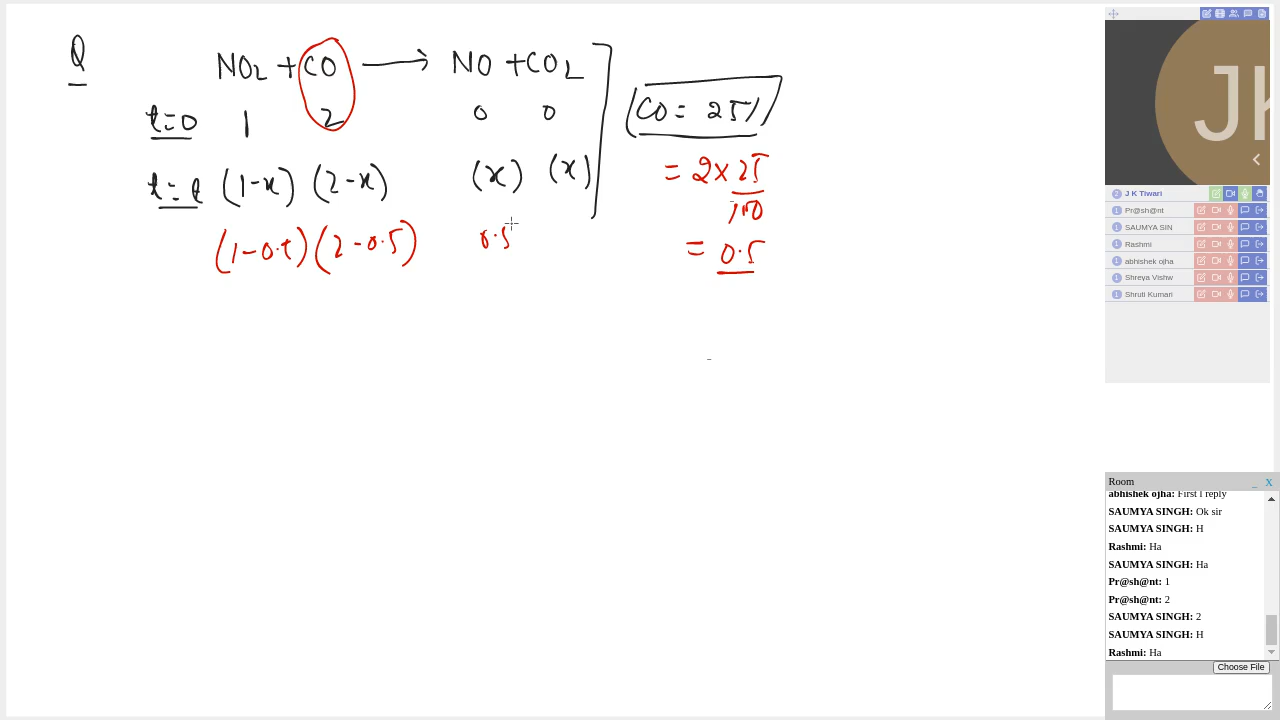 Q
NO2 + CO ⟶ NO + CO2
t=0 1 2 0 0
CO = 25%
t=t (1-x) (2-x) (x) (x)
= 2 × 25/100
(1-0.5) (2-0.5) 0.5
= 0.5
JK
J K Tiwari
Pr@sh@nt
SAUMYA SIN
Rashmi
abhishek ojha
Shreya Vishw
Shruti Kumari
Room _ X
abhishek ojha: First I reply
SAUMYA SINGH: Ok sir
SAUMYA SINGH: H
Rashmi: Ha
SAUMYA SINGH: Ha
Pr@sh@nt: 1
Pr@sh@nt: 2
SAUMYA SINGH: 2
SAUMYA SINGH: H
Rashmi: Ha
Choose File